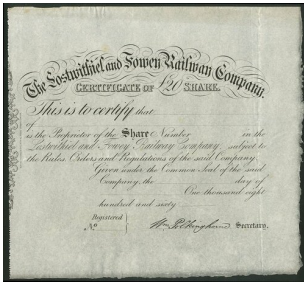 The Lostwithiel and Fowey Railway Company.
CERTIFICATE OF £20 SHARE.
This is to certify that
of
is the Proprietor of the Share Number in the
Lostwithiel and Fowey Railway Company, subject to
the Rules, Orders and Regulations of the said Company.
Given under the Common Seal of the said
Company, the day of
One thousand eight
hundred and sixty
Registered
No
Wm Secretary.